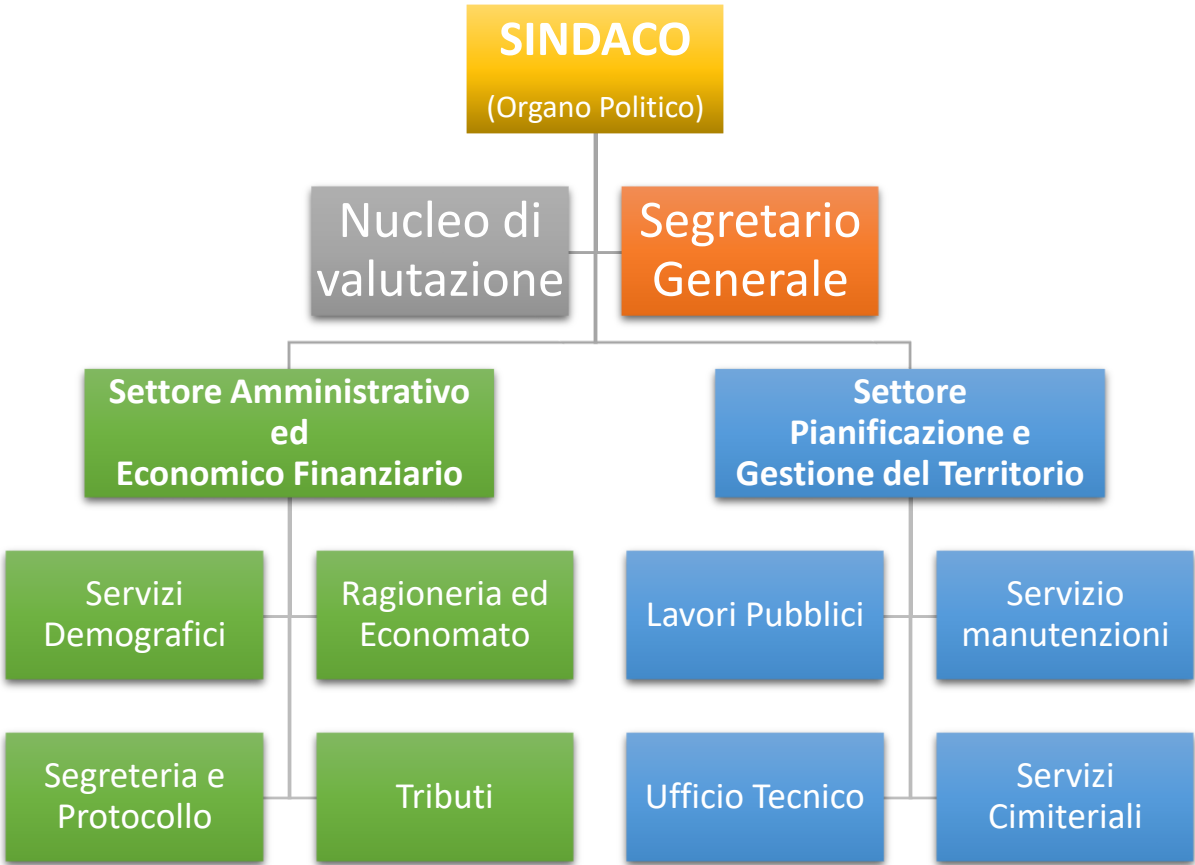 SINDACO
(Organo Politico)
Nucleo di
valutazione
Segretario
Generale
Settore Amministrativo
ed
Economico Finanziario
Settore
Pianificazione e
Gestione del Territorio
Servizi
Demografici
Ragioneria ed
Economato
Lavori Pubblici
Servizio
manutenzioni
Segreteria e
Protocollo
Tributi
Ufficio Tecnico
Servizi
Cimiteriali